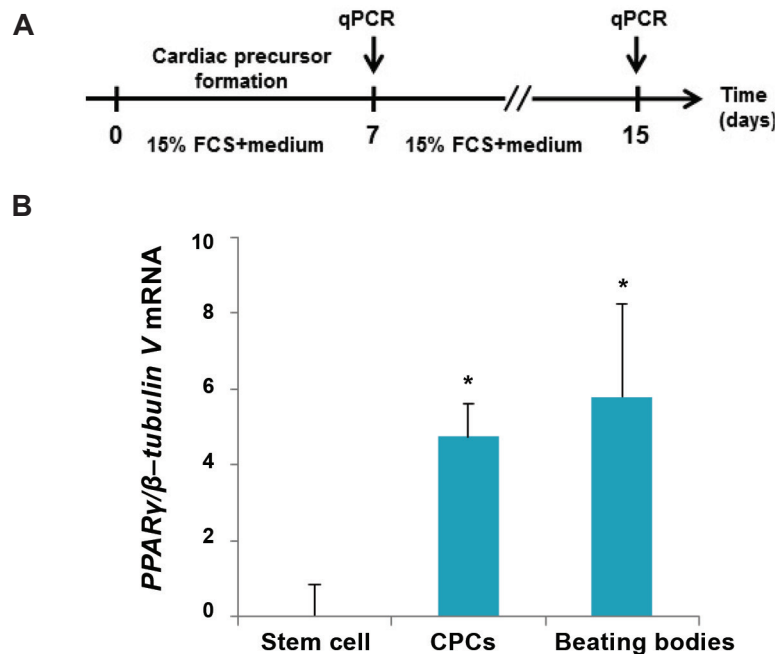 A
qPCR
qPCR
Cardiac precursor
formation
Time
(days)
0
7
15
15% FCS+medium
15% FCS+medium
B
PPARγ/β–tubulin V mRNA
10
8
6
4
2
0
*
*
Stem cell
CPCs
Beating bodies